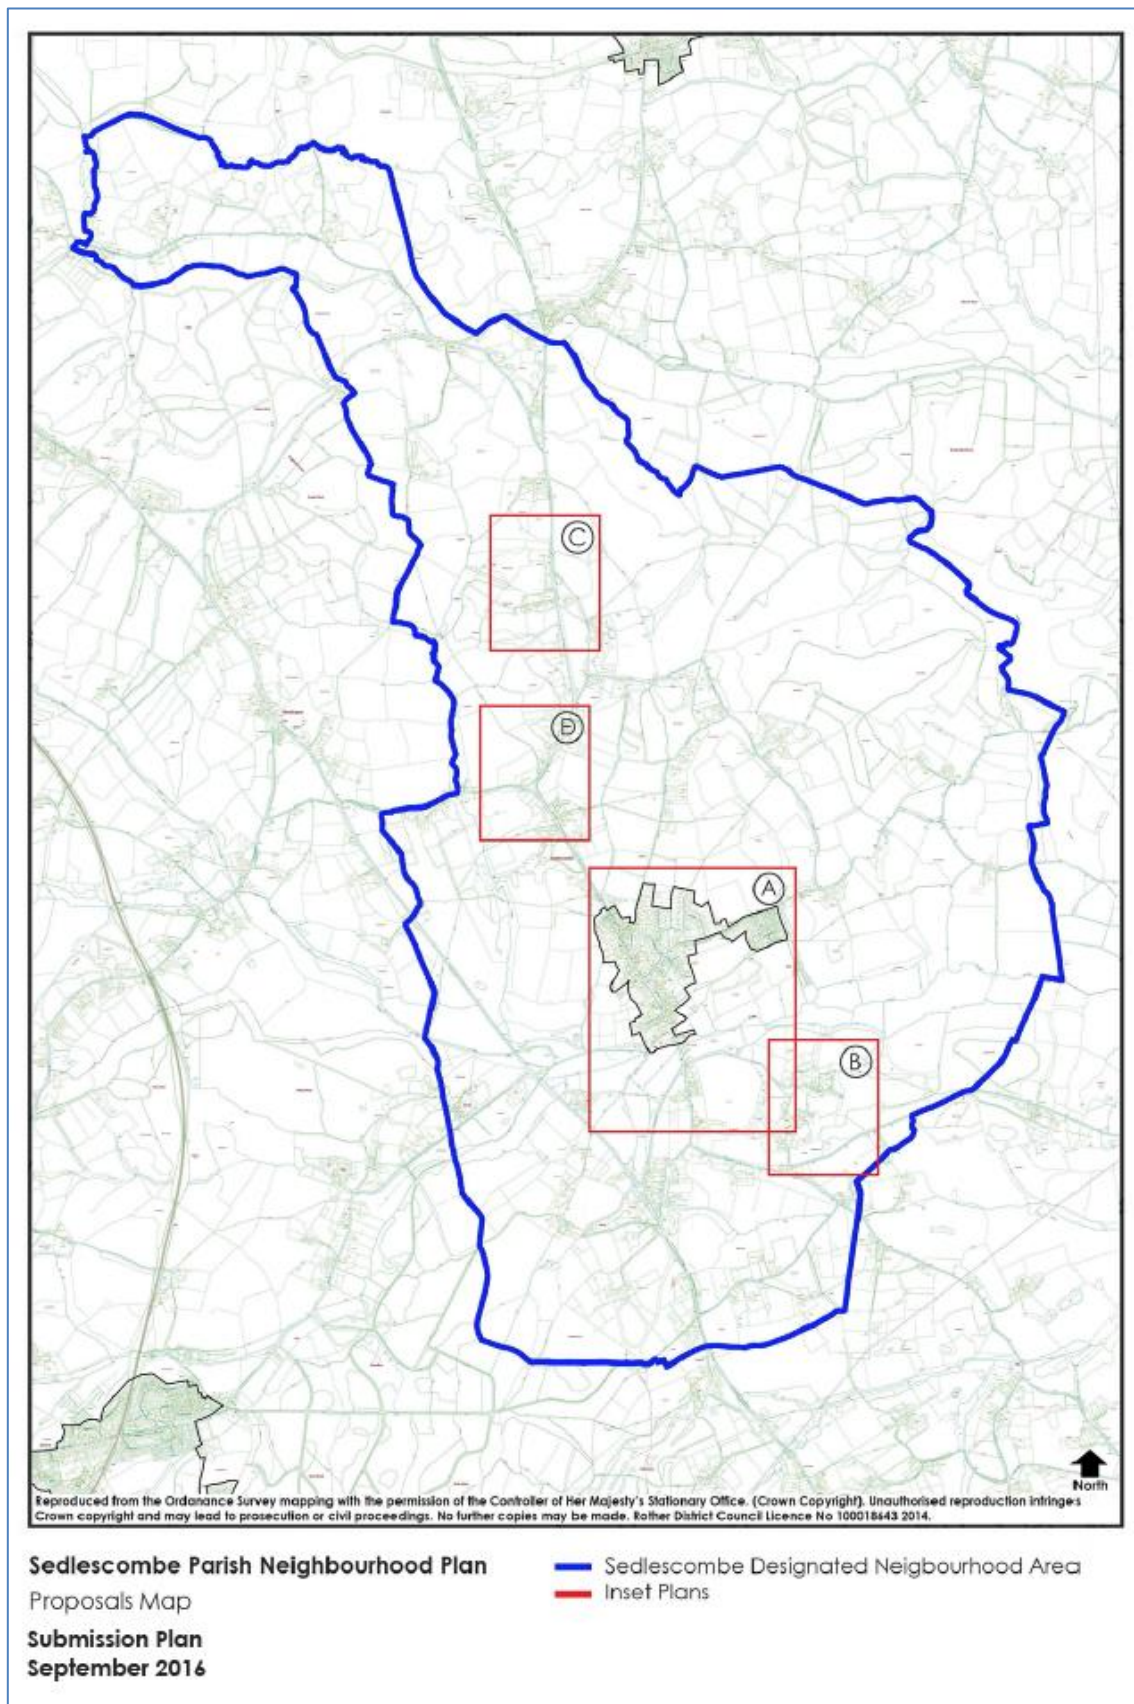 C
D
A
B
North
Reproduced from the Ordanance Survey mapping with the permission of the Controller of Her Majesty's Stationary Office. (Crown Copyright). Unauthorised reproduction infringes
Crown copyright and may lead to prosecution or civil proceedings. No further copies may be made. Rother District Council Licence No 100018643 2014.
Sedlescombe Parish Neighbourhood Plan
Proposals Map
Submission Plan
September 2016
Sedlescombe Designated Neigbourhood Area
Inset Plans